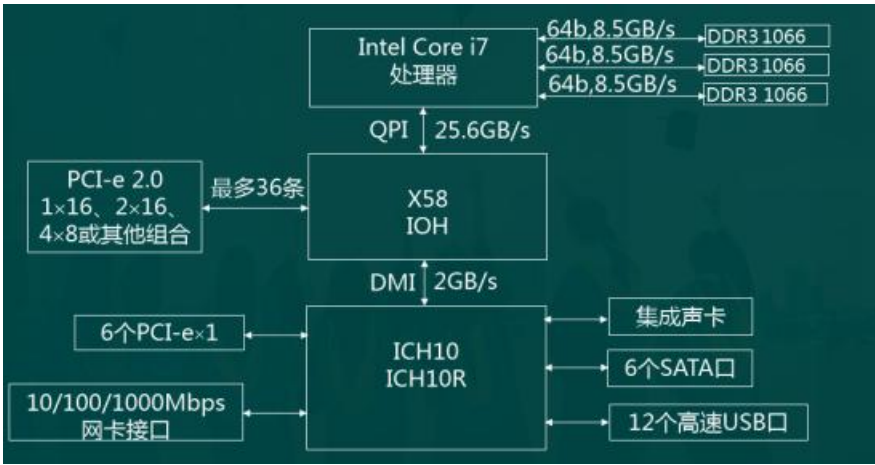 Intel Core i7
处理器
64b,8.5GB/s
DDR3 1066
64b,8.5GB/s
DDR3 1066
64b,8.5GB/s
DDR3 1066
QPI
25.6GB/s
PCI-e 2.0
1×16、2×16、
4×8或其他组合
最多36条
X58
IOH
DMI
2GB/s
6个PCI-e×1
10/100/1000Mbps
网卡接口
ICH10
ICH10R
集成声卡
6个SATA口
12个高速USB口